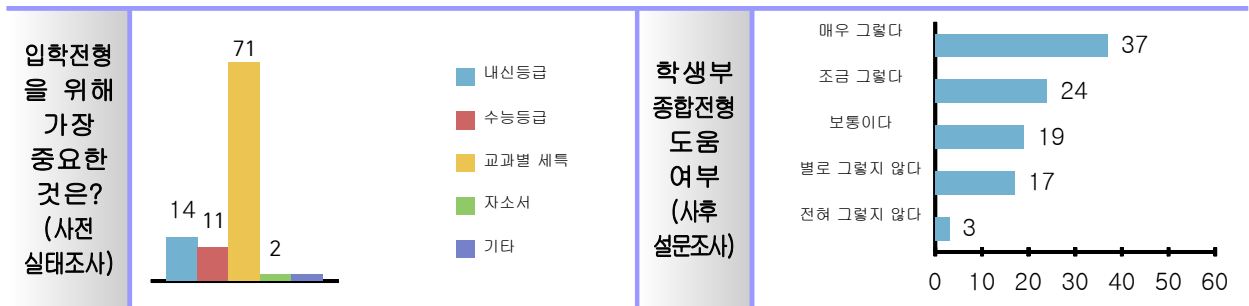 입학전형
을 위해
가장
중요한
것은?
(사전
실태조사)
71
14
11
2
내신등급
수능등급
교과별 세특
자소서
기타
학생부
종합전형
도움
여부
(사후
설문조사)
매우 그렇다 37
조금 그렇다 24
보통이다 19
별로 그렇지 않다 17
전혀 그렇지 않다 3
0 10 20 30 40 50 60